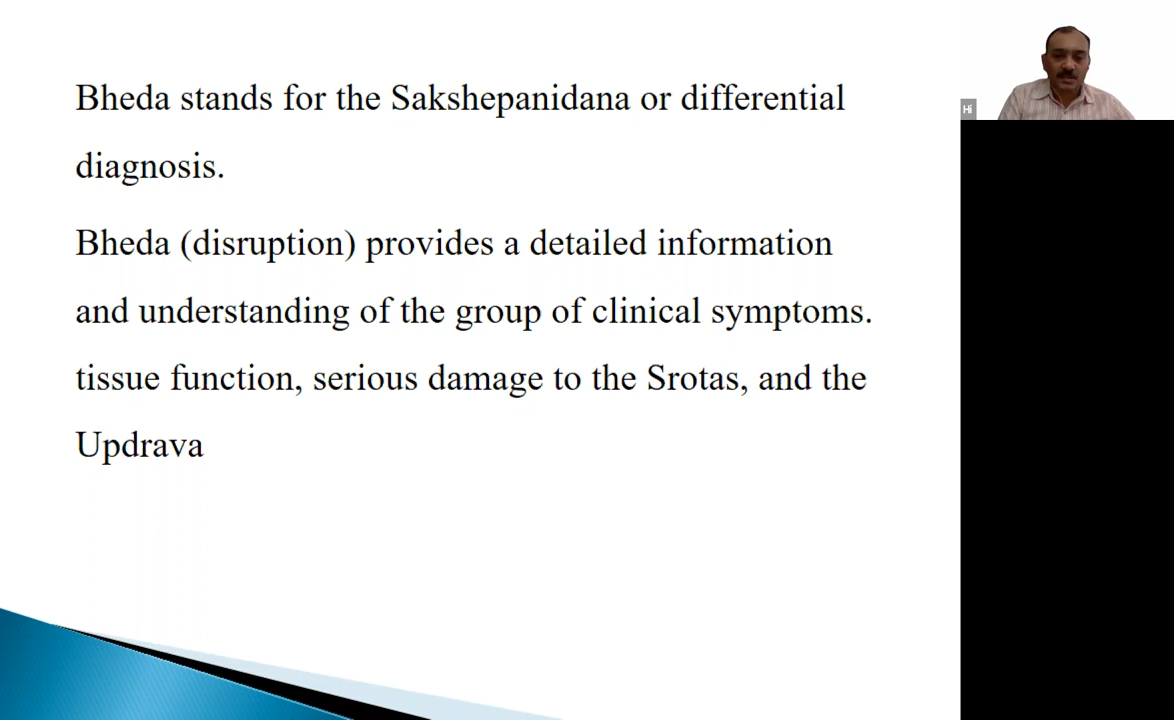 Bheda stands for the Sakshepanidana or differential
diagnosis.
Bheda (disruption) provides a detailed information
and understanding of the group of clinical symptoms.
tissue function, serious damage to the Srotas, and the
Updrava
Hi